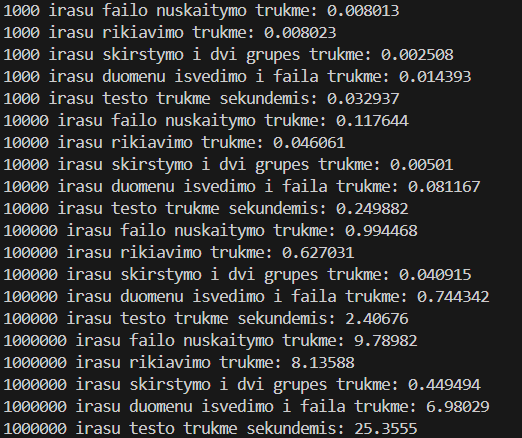 1000 irasu failo nuskaitymo trukme: 0.008013
1000 irasu rikiavimo trukme: 0.008023
1000 irasu skirstymo i dvi grupes trukme: 0.002508
1000 irasu duomenu isvedimo i faila trukme: 0.014393
1000 irasu testo trukme sekundemis: 0.032937
10000 irasu failo nuskaitymo trukme: 0.117644
10000 irasu rikiavimo trukme: 0.046061
10000 irasu skirstymo i dvi grupes trukme: 0.00501
10000 irasu duomenu isvedimo i faila trukme: 0.081167
10000 irasu testo trukme sekundemis: 0.249882
100000 irasu failo nuskaitymo trukme: 0.994468
100000 irasu rikiavimo trukme: 0.627031
100000 irasu skirstymo i dvi grupes trukme: 0.040915
100000 irasu duomenu isvedimo i faila trukme: 0.744342
100000 irasu testo trukme sekundemis: 2.40676
1000000 irasu failo nuskaitymo trukme: 9.78982
1000000 irasu rikiavimo trukme: 8.13588
1000000 irasu skirstymo i dvi grupes trukme: 0.449494
1000000 irasu duomenu isvedimo i faila trukme: 6.98029
1000000 irasu testo trukme sekundemis: 25.3555